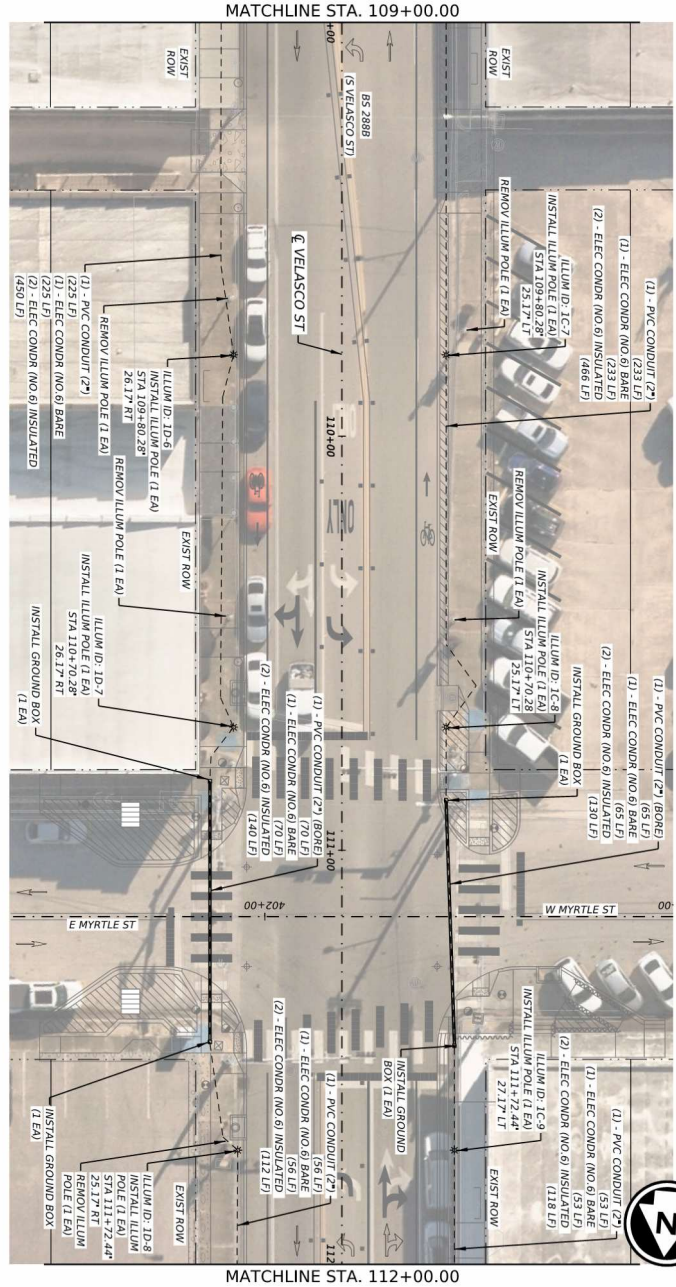 MATCHLINE STA. 109+00.00
EXIST
ROW
EXIST
ROW
+00
BS 288B
(S VELASCO ST)
(1) - PVC CONDUIT (2")
(233 LF)
(1) - ELEC CONDR (NO.6) BARE
(233 LF)
(2) - ELEC CONDR (NO.6) INSULATED
(466 LF)
ILLUM ID: 1C-7
INSTALL ILLUM POLE (1 EA)
STA 109+80.28"
25.17' LT
REMOV ILLUM POLE (1 EA)
℄ VELASCO ST
(1) - PVC CONDUIT (2")
(225 LF)
(1) - ELEC CONDR (NO.6) BARE
(225 LF)
(2) - ELEC CONDR (NO.6) INSULATED
(450 LF)
REMOV ILLUM POLE (1 EA)
ILLUM ID: 1D-6
INSTALL ILLUM POLE (1 EA)
STA 109+80.28"
26.17' RT
110+00
ONLY
REMOV ILLUM POLE (1 EA)
EXIST ROW
EXIST ROW
REMOV ILLUM POLE (1 EA)
ILLUM ID: 1C-8
INSTALL ILLUM POLE (1 EA)
STA 110+70.28
25.17' LT
INSTALL GROUND BOX
(1 EA)
ILLUM ID: 1D-7
INSTALL ILLUM POLE (1 EA)
STA 110+70.28"
26.17' RT
INSTALL GROUND BOX
(1 EA)
(1) - PVC CONDUIT (2") (BORE)
(70 LF)
(1) - ELEC CONDR (NO.6) BARE
(70 LF)
(2) - ELEC CONDR (NO.6) INSULATED
(140 LF)
(1) - PVC CONDUIT (2") (BORE)
(65 LF)
(1) - ELEC CONDR (NO.6) BARE
(65 LF)
(2) - ELEC CONDR (NO.6) INSULATED
(130 LF)
111+00
402+00
E MYRTLE ST
W MYRTLE ST
INSTALL GROUND
BOX (1 EA)
ILLUM ID: 1C-9
INSTALL ILLUM POLE (1 EA)
STA 111+72.44"
27.17' LT
(1) - PVC CONDUIT (2")
(53 LF)
(1) - ELEC CONDR (NO.6) BARE
(53 LF)
(2) - ELEC CONDR (NO.6) INSULATED
(118 LF)
(1) - PVC CONDUIT (2")
(56 LF)
(1) - ELEC CONDR (NO.6) BARE
(56 LF)
(2) - ELEC CONDR (NO.6) INSULATED
(112 LF)
INSTALL GROUND BOX
(1 EA)
ILLUM ID: 1D-8
INSTALL ILLUM
POLE (1 EA)
STA 111+72.44"
25.17' RT
REMOV ILLUM
POLE (1 EA)
EXIST ROW
EXIST ROW
112
N
MATCHLINE STA. 112+00.00